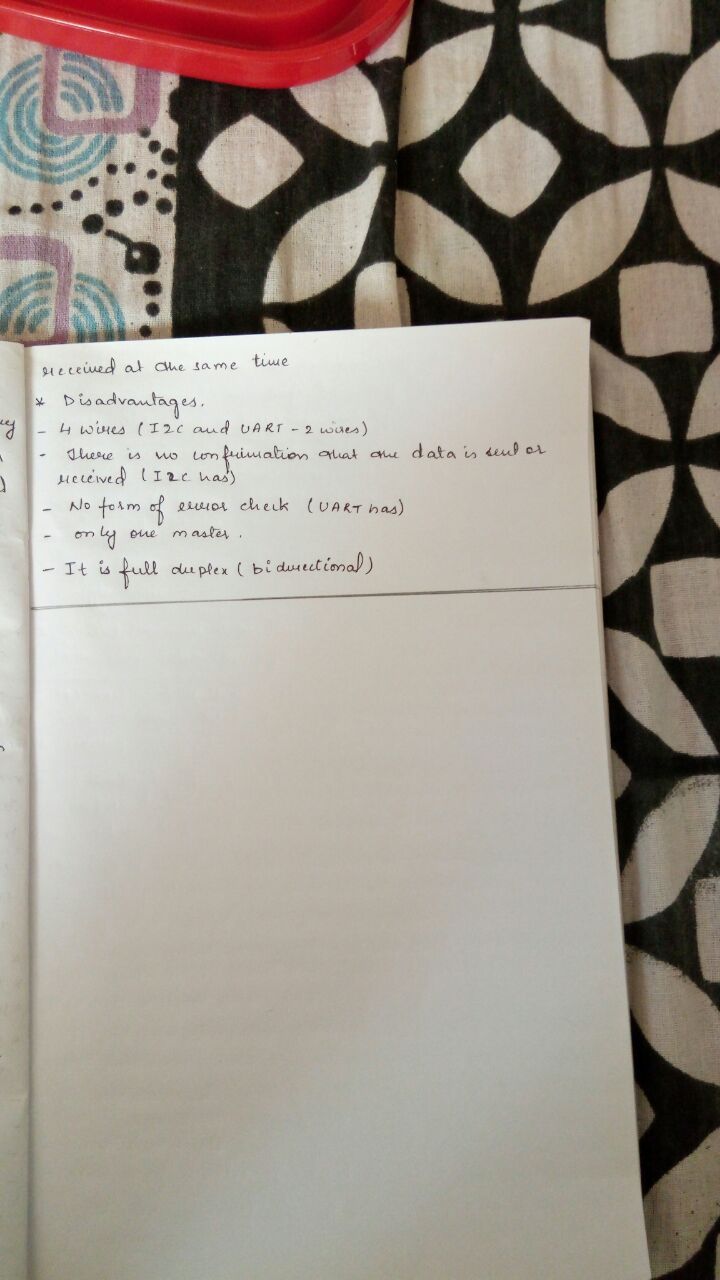 received at the same time
* Disadvantages.
- 4 wires (I2C and UART - 2 wires)
- There is no confirmation that the data is sent or
received (I2C has)
- No form of error check (UART has)
- only one master.
- It is full duplex (bidirectional)